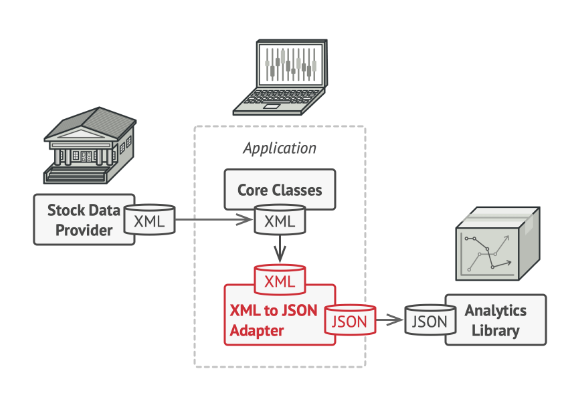 Application
Core Classes
Stock Data
Provider
XML
XML
XML
XML to JSON
Adapter
JSON
JSON
Analytics
Library